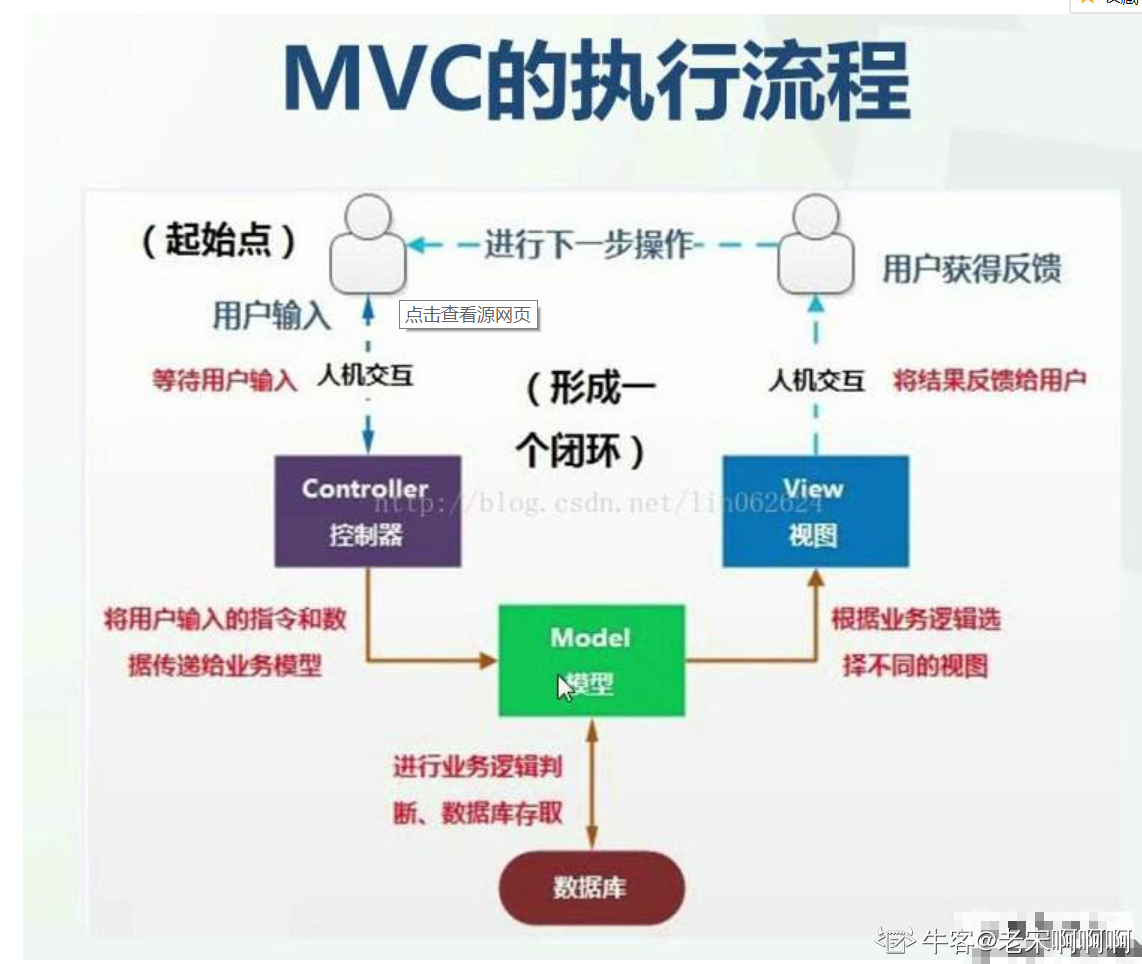 收藏
MVC的执行流程
（起始点）
进行下一步操作
用户获得反馈
用户输入
点击查看源网页
等待用户输入
人机交互
（形成一
个闭环）
人机交互
将结果反馈给用户
Controller
控制器
View
视图
http://blog.csdn.net/lin062624
将用户输入的指令和数
据传递给业务模型
Model
模型
根据业务逻辑选
择不同的视图
进行业务逻辑判
断、数据库存取
数据库
牛客@老宋啊啊啊